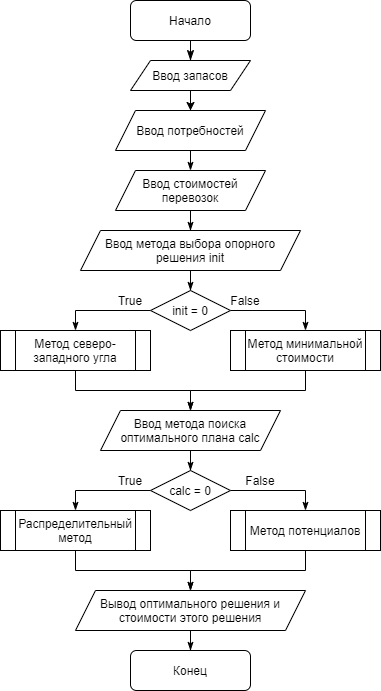 Начало
Ввод запасов
Ввод потребностей
Ввод стоимостей
перевозок
Ввод метода выбора опорного
решения init
True
init = 0
False
Метод северо-
западного угла
Метод минимальной
стоимости
Ввод метода поиска
оптимального плана calc
True
calc = 0
False
Распределительный
метод
Метод потенциалов
Вывод оптимального решения и
стоимости этого решения
Конец